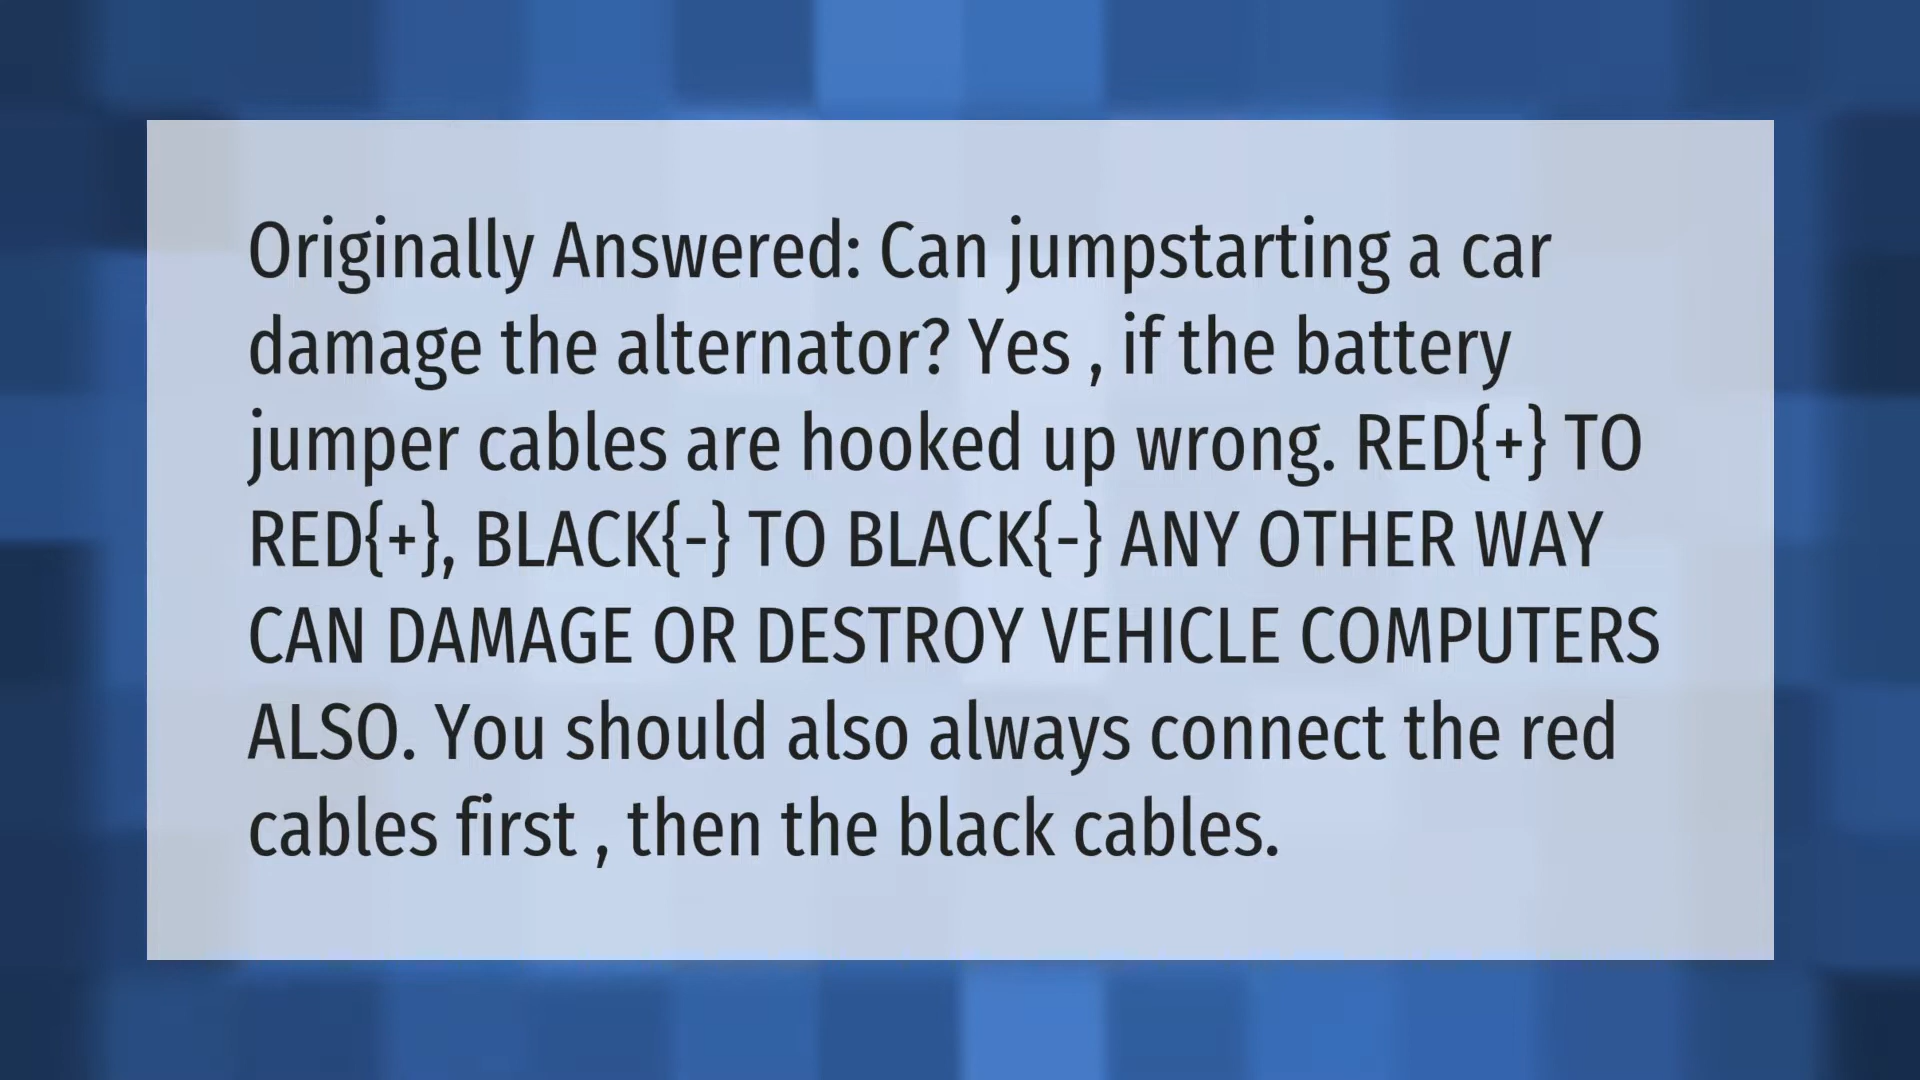 Originally Answered: Can jumpstarting a car
damage the alternator? Yes , if the battery
jumper cables are hooked up wrong. RED{+} TO
RED{+}, BLACK{-} TO BLACK{-} ANY OTHER WAY
CAN DAMAGE OR DESTROY VEHICLE COMPUTERS
ALSO. You should also always connect the red
cables first , then the black cables.